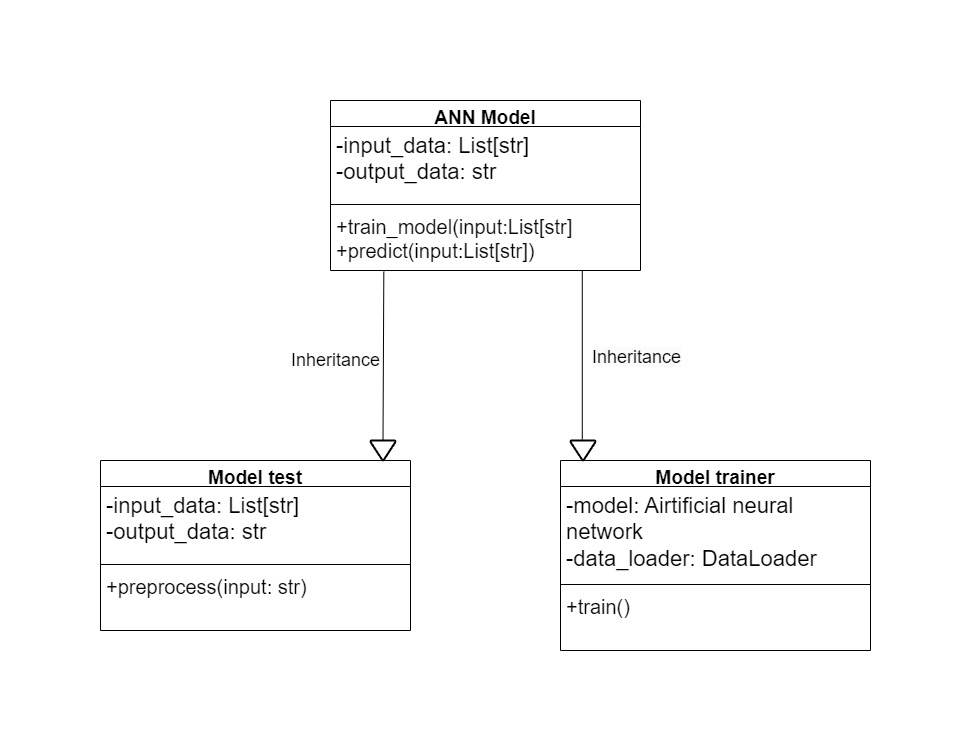 ANN Model
-input_data: List[str]
-output_data: str
+train_model(input:List[str]
+predict(input:List[str])
Inheritance
Inheritance
Model test
-input_data: List[str]
-output_data: str
+preprocess(input: str)
Model trainer
-model: Airtificial neural
network
-data_loader: DataLoader
+train()